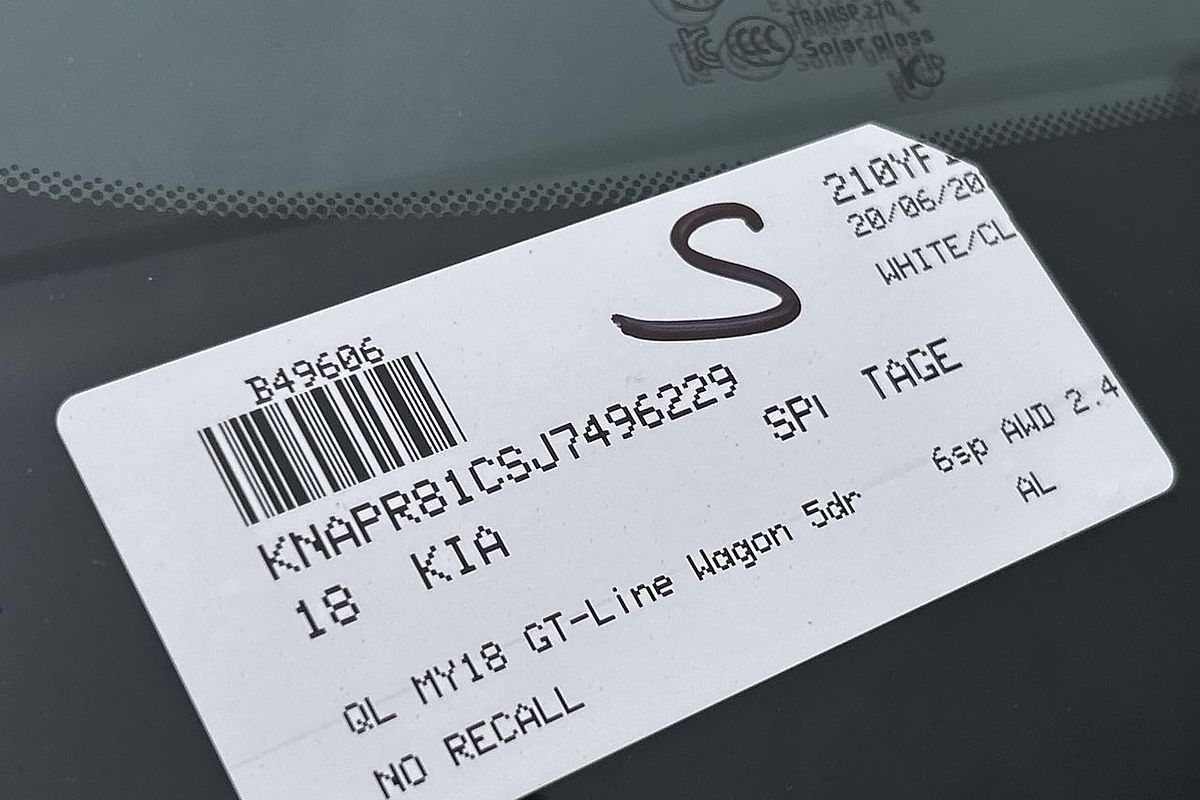 TRANSP.270 %
Solar glass
210YF
20/06/20
WHITE/CL
S
B49606
KNAPR81CSJ7496229
18 KIA SPI TAGE
QL MY18 GT-Line Wagon 5dr 6sp AWD 2.4
NO RECALL AL